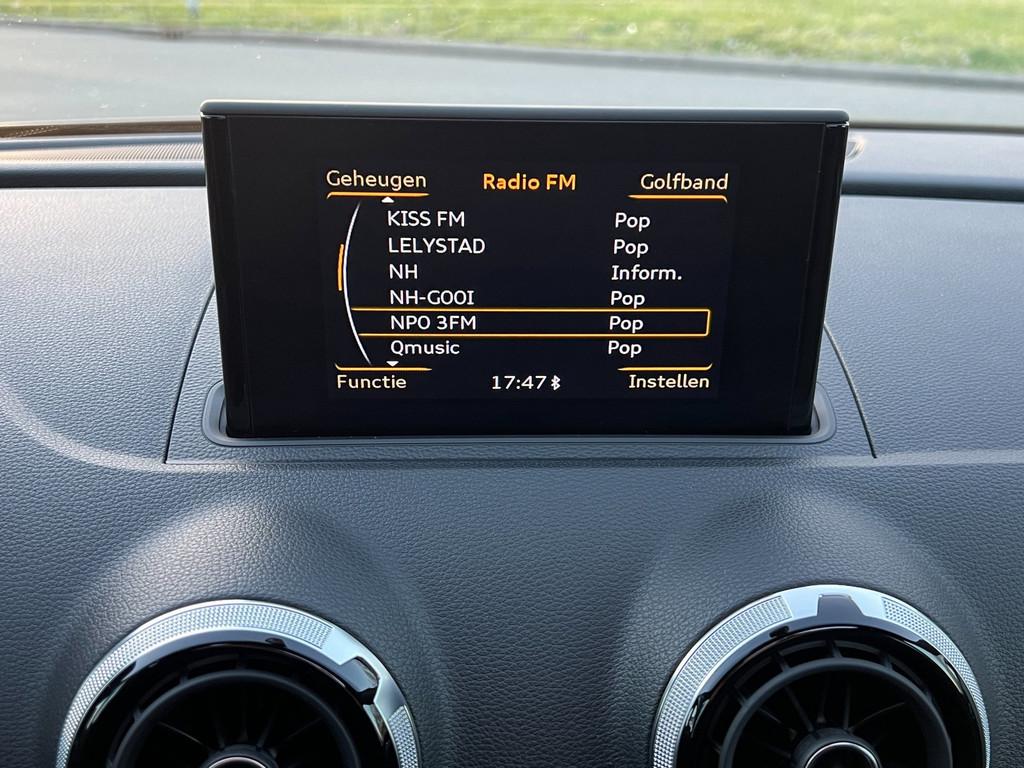 Geheugen Radio FM Golfband
KISS FM Pop
LELYSTAD Pop
NH Inform.
NH-GOOI Pop
NPO 3FM Pop
Qmusic Pop
Functie 17:47 Instellen